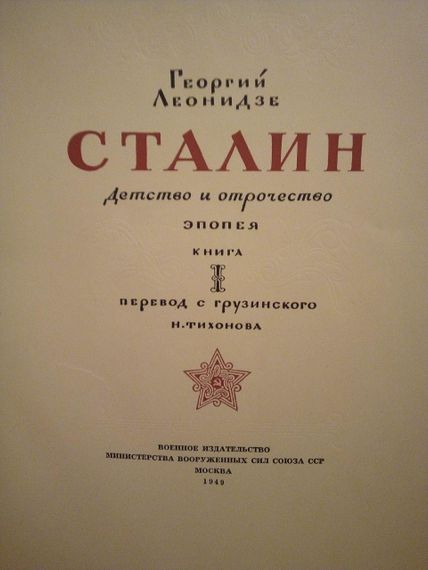 Георгий
Леонидзе
СТАЛИН
Детство и отрочество
ЭПОПЕЯ
КНИГА
I
ПЕРЕВОД С ГРУЗИНСКОГО
Н. ТИХОНОВА
ВОЕННОЕ ИЗДАТЕЛЬСТВО
МИНИСТЕРСТВА ВООРУЖЕННЫХ СИЛ СОЮЗА ССР
МОСКВА
1949